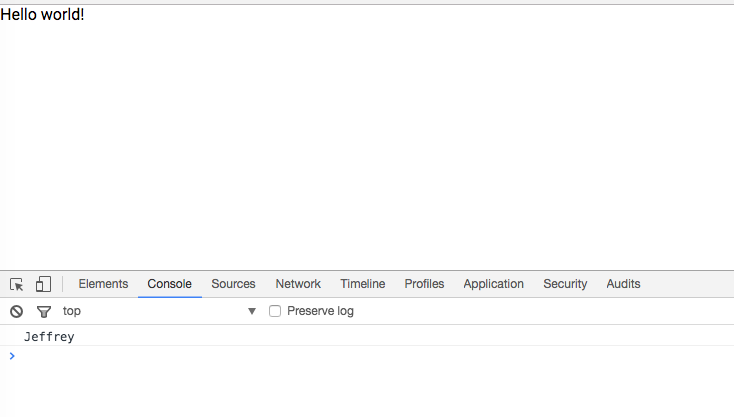 Hello world!
Elements Console Sources Network Timeline Profiles Application Security Audits
top Preserve log
Jeffrey